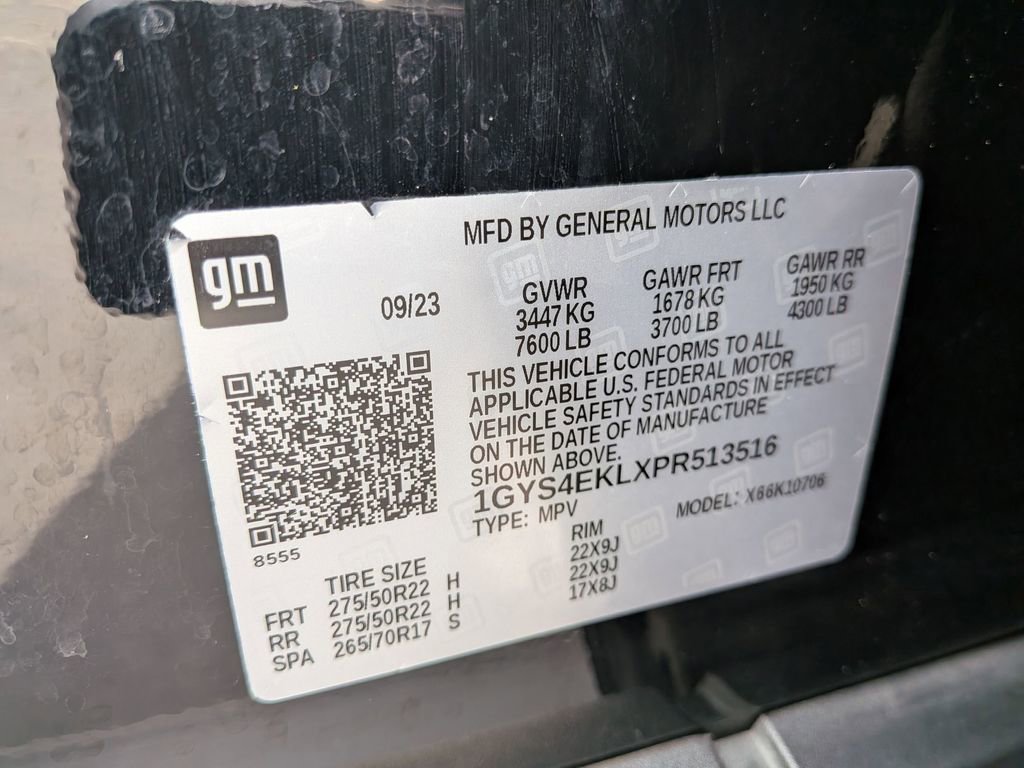 MFD BY GENERAL MOTORS LLC
gm
09/23
GVWR
3447 KG
7600 LB
GAWR FRT
1678 KG
3700 LB
GAWR RR
1950 KG
4300 LB
THIS VEHICLE CONFORMS TO ALL
APPLICABLE U.S. FEDERAL MOTOR
VEHICLE SAFETY STANDARDS IN EFFECT
ON THE DATE OF MANUFACTURE
SHOWN ABOVE.
1GYS4EKLXPR513516
TYPE: MPV
MODEL: X66K10706
8555
TIRE SIZE RIM
FRT 275/50R22 H 22X9J
RR 275/50R22 H 22X9J
SPA 265/70R17 S 17X8J